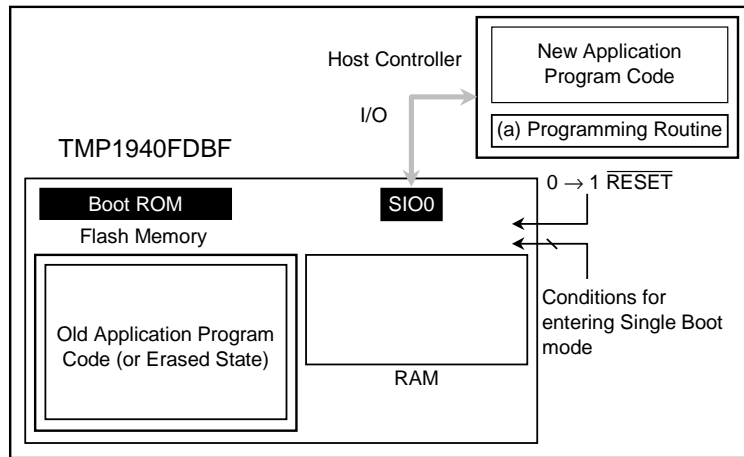 Host Controller
New Application
Program Code
(a) Programming Routine
I/O
TMP1940FDBF
0 → 1 RESET
Boot ROM
SIO0
Flash Memory
Old Application Program
Code (or Erased State)
RAM
Conditions for
entering Single Boot
mode